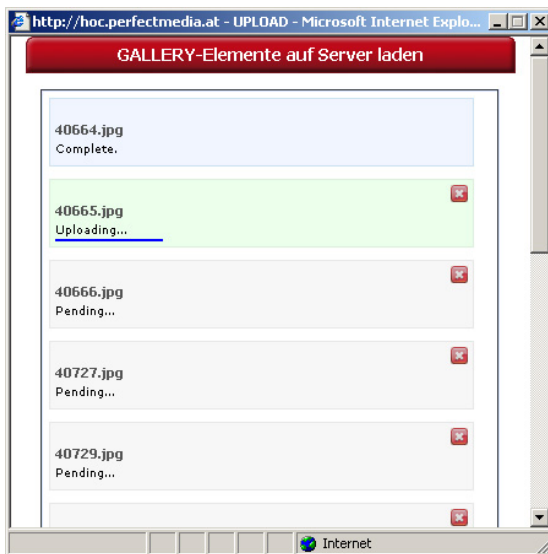 http://hoc.perfectmedia.at - UPLOAD - Microsoft Internet Explo...
GALLERY-Elemente auf Server laden
40664.jpg
Complete.
40665.jpg
Uploading...
40666.jpg
Pending...
40727.jpg
Pending...
40729.jpg
Pending...
Internet